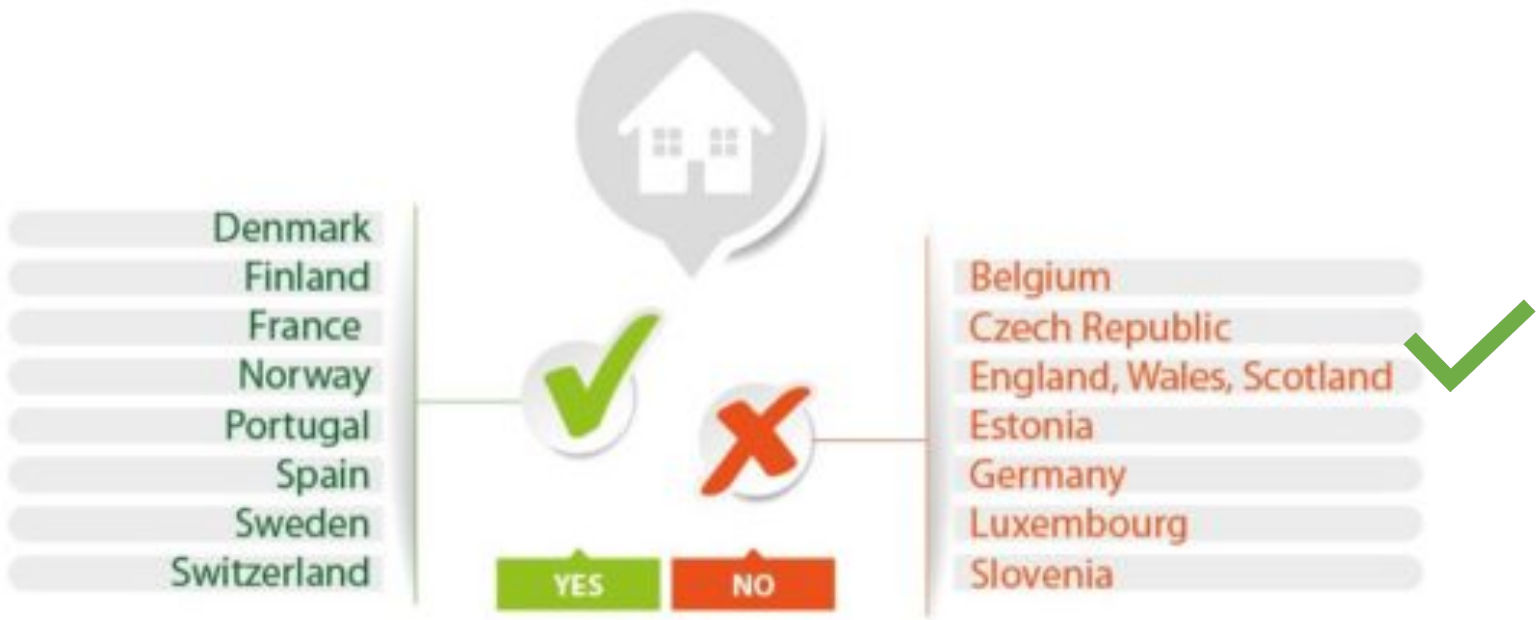 Denmark
Finland
France
Norway
Portugal
Spain
Sweden
Switzerland
YES
NO
Belgium
Czech Republic
England, Wales, Scotland
Estonia
Germany
Luxembourg
Slovenia